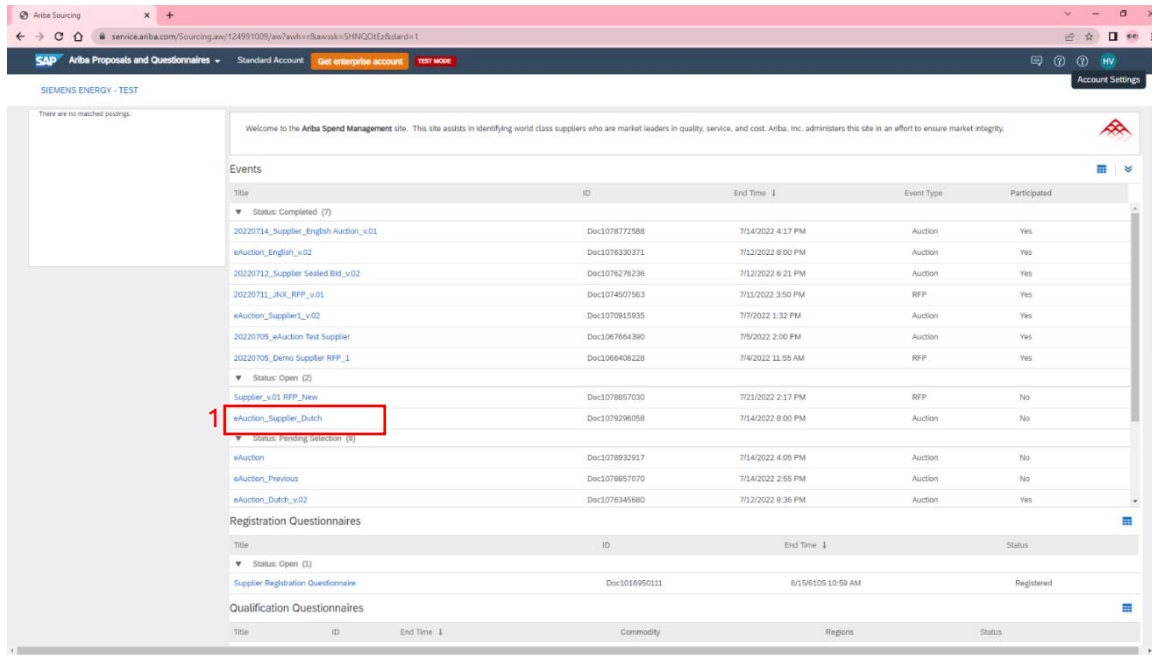 Ariba Sourcing
service.ariba.com/Sourcing.aw/124991009/aw?awh=r&awssk=SHNQOtEz&dard=1
SAP Ariba Proposals and Questionnaires Standard Account Get enterprise account TEST MODE HV
Account Settings
SIEMENS ENERGY - TEST
There are no matched postings.
Welcome to the Ariba Spend Management site. This site assists in identifying world class suppliers who are market leaders in quality, service, and cost. Ariba, Inc. administers this site in an effort to ensure market integrity.
Events
Title ID End Time ↓ Event Type Participated
▼ Status: Completed (7)
20220714_Supplier_English Auction_v.01 Doc1078772588 7/14/2022 4:17 PM Auction Yes
eAuction_English_v.02 Doc1076330371 7/12/2022 8:00 PM Auction Yes
20220712_Supplier Sealed Bid_v.02 Doc1076276236 7/12/2022 6:21 PM Auction Yes
20220711_JNX_RFP_v.01 Doc1074507563 7/11/2022 3:50 PM RFP Yes
eAuction_Supplier1_v.02 Doc1070815935 7/7/2022 1:32 PM Auction Yes
20220705_eAuction Test Supplier Doc1067664390 7/5/2022 2:00 PM Auction Yes
20220705_Demo Supplier RFP_1 Doc1066408228 7/4/2022 11:55 AM RFP Yes
▼ Status: Open (2)
Supplier_v.01 RFP_New Doc1078857030 7/21/2022 2:17 PM RFP No
1 eAuction_Supplier_Dutch Doc1079296058 7/14/2022 8:00 PM Auction No
▼ Status: Pending Selection (8)
eAuction Doc1078932917 7/14/2022 4:05 PM Auction No
eAuction_Previous Doc1078857070 7/14/2022 2:55 PM Auction No
eAuction_Dutch_v.02 Doc1076345680 7/12/2022 8:36 PM Auction Yes
Registration Questionnaires
Title ID End Time ↓ Status
▼ Status: Open (1)
Supplier Registration Questionnaire Doc1016950111 6/15/6105 10:59 AM Registered
Qualification Questionnaires
Title ID End Time ↓ Commodity Regions Status